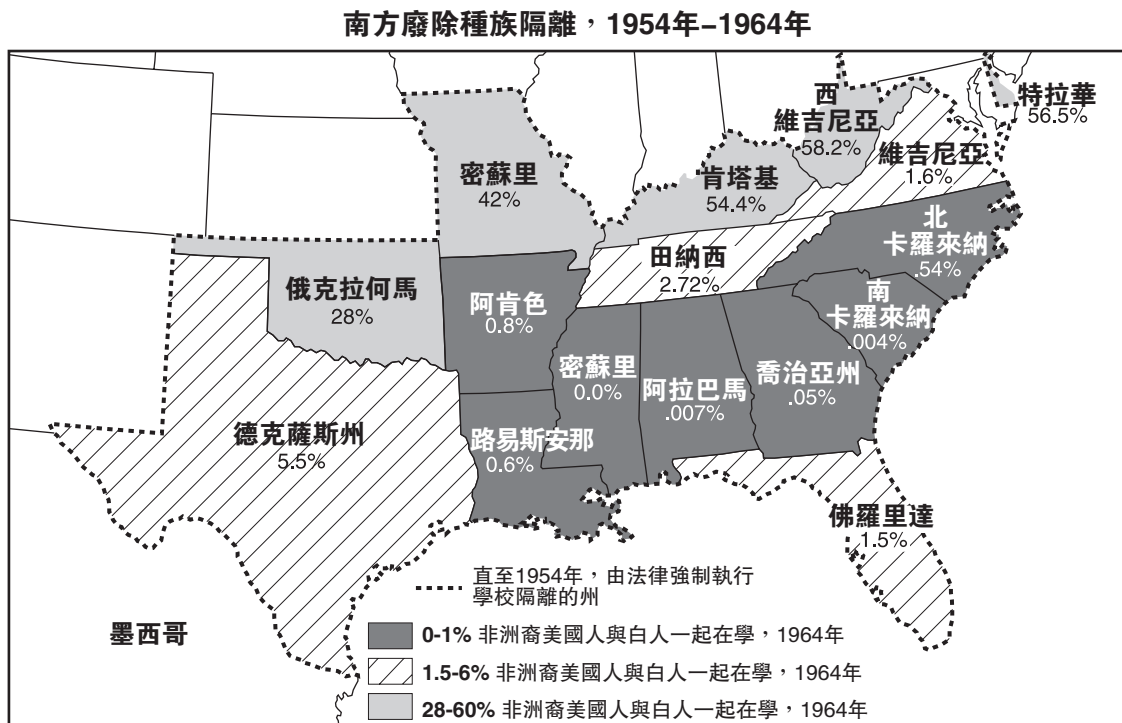 南方廢除種族隔離，1954年–1964年
特拉華
56.5%
西
維吉尼亞
58.2%
維吉尼亞
1.6%
密蘇里
42%
肯塔基
54.4%
北
卡羅來納
.54%
田納西
2.72%
俄克拉何馬
28%
阿肯色
0.8%
南
卡羅來納
.004%
密蘇里
0.0%
阿拉巴馬
.007%
喬治亞州
.05%
德克薩斯州
5.5%
路易斯安那
0.6%
佛羅里達
1.5%
墨西哥
直至1954年，由法律強制執行
學校隔離的州
0-1% 非洲裔美國人與白人一起在學，1964年
1.5-6% 非洲裔美國人與白人一起在學，1964年
28-60% 非洲裔美國人與白人一起在學，1964年